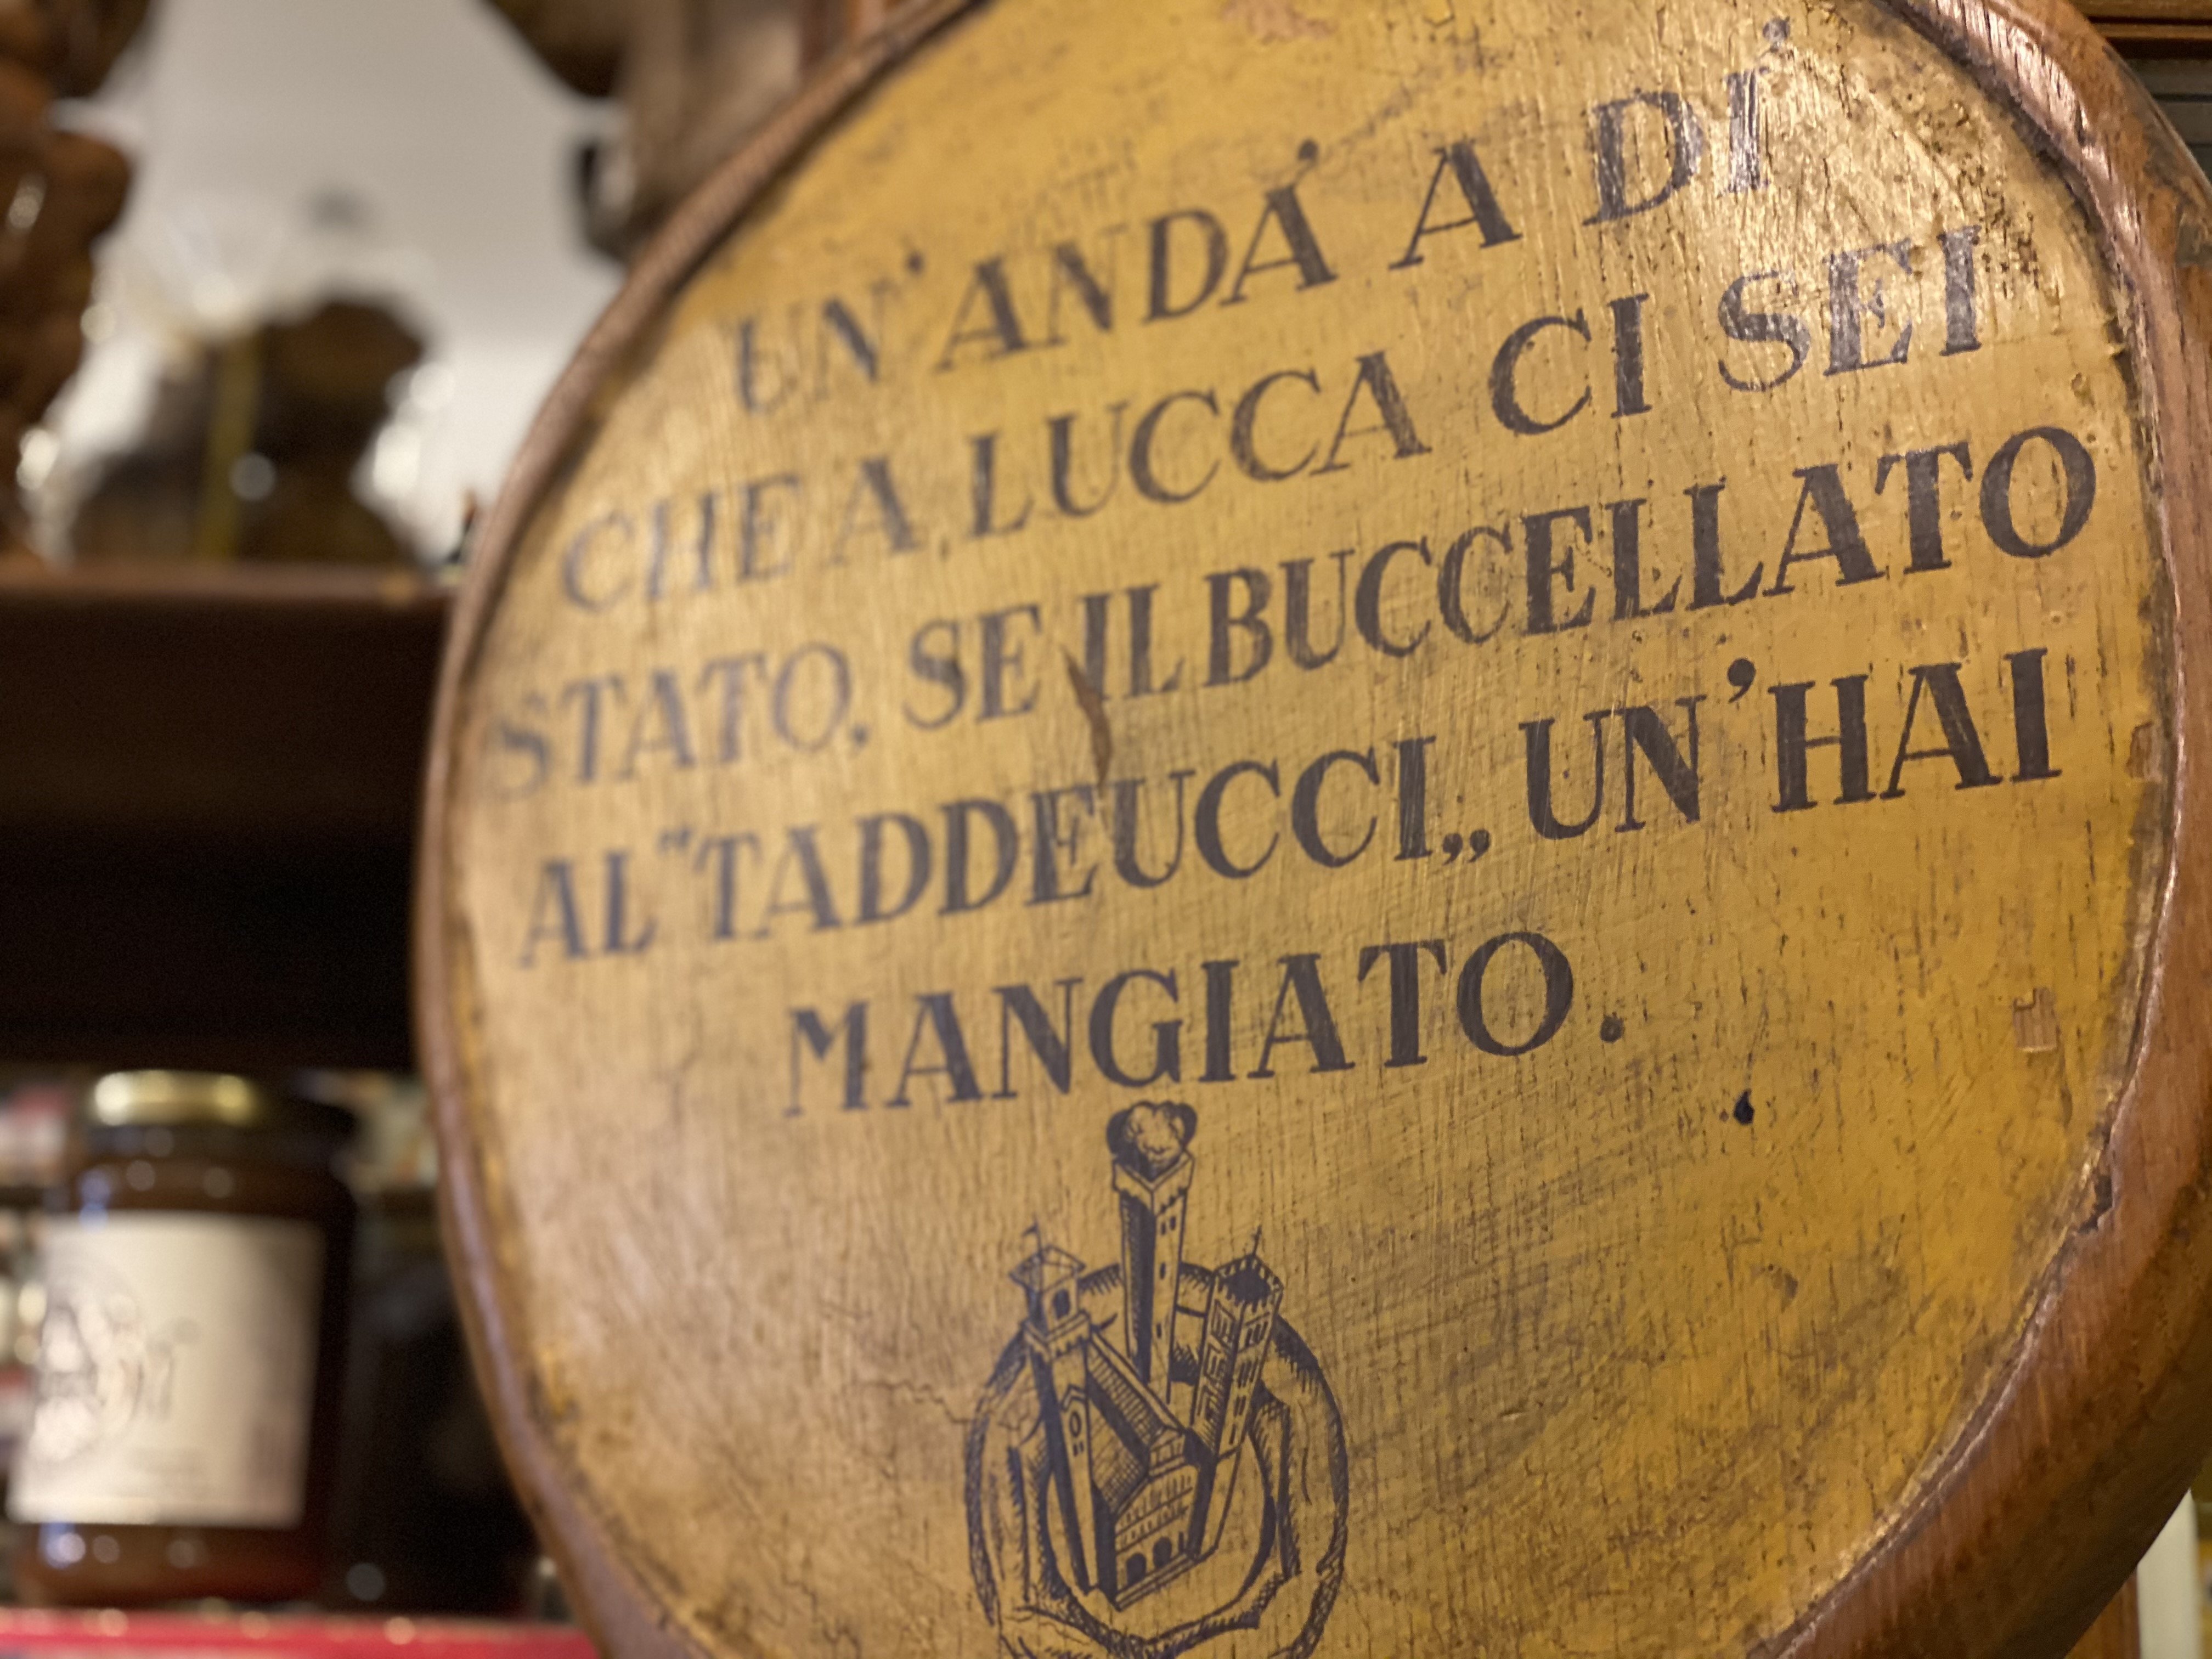 UN'ANDÁ A DÍ
CHE A LUCCA CI SEI
STATO, SE IL BUCCELLATO
AL "TADDEUCCI,, UN'HAI
MANGIATO.